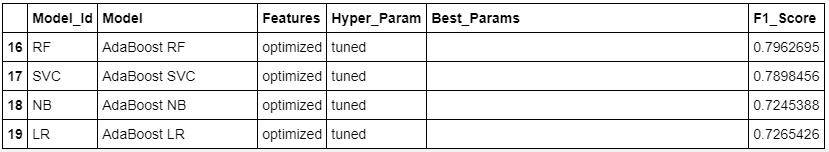 Model_Id Model Features Hyper_Param Best_Params F1_Score
16 RF AdaBoost RF optimized tuned 0.7962695
17 SVC AdaBoost SVC optimized tuned 0.7898456
18 NB AdaBoost NB optimized tuned 0.7245388
19 LR AdaBoost LR optimized tuned 0.7265426